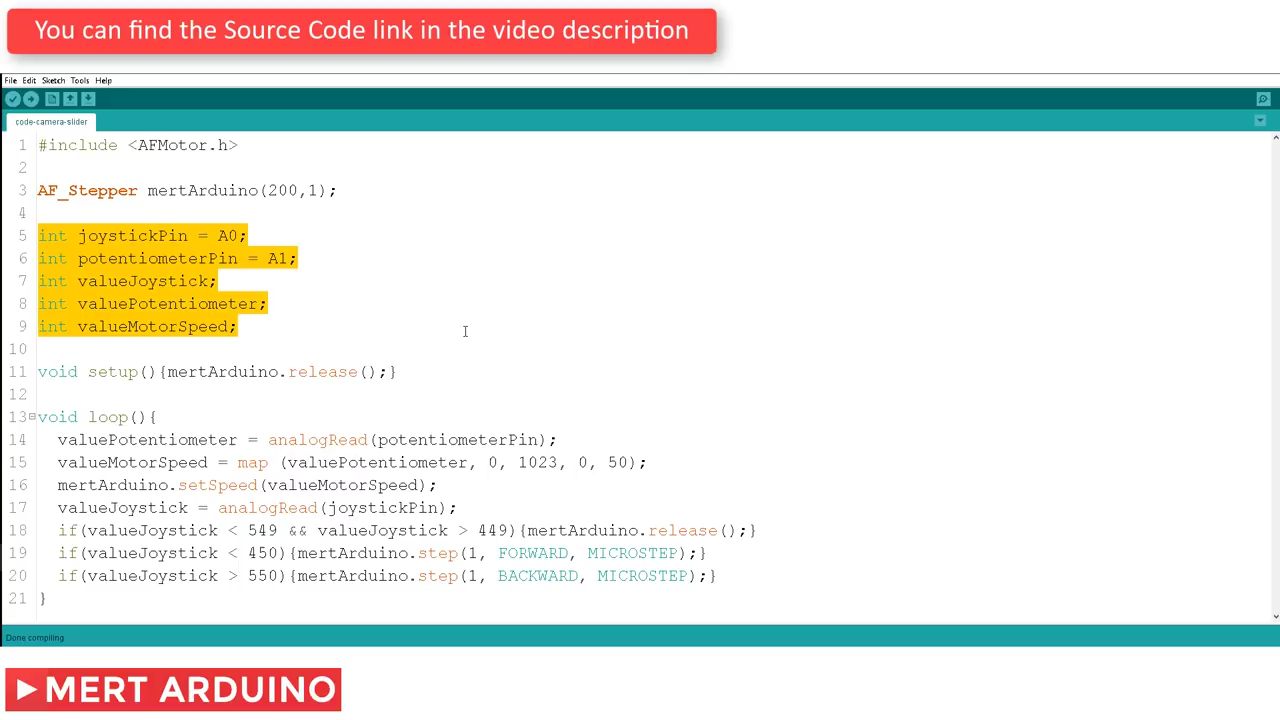 You can find the Source Code link in the video description
File Edit Sketch Tools Help
code-camera-slider
1 #include <AFMotor.h>
2
3 AF_Stepper mertArduino(200,1);
4
5 int joystickPin = A0;
6 int potentiometerPin = A1;
7 int valueJoystick;
8 int valuePotentiometer;
9 int valueMotorSpeed;
10
11 void setup(){mertArduino.release();}
12
13 void loop(){
14 valuePotentiometer = analogRead(potentiometerPin);
15 valueMotorSpeed = map (valuePotentiometer, 0, 1023, 0, 50);
16 mertArduino.setSpeed(valueMotorSpeed);
17 valueJoystick = analogRead(joystickPin);
18 if(valueJoystick < 549 && valueJoystick > 449){mertArduino.release();}
19 if(valueJoystick < 450){mertArduino.step(1, FORWARD, MICROSTEP);}
20 if(valueJoystick > 550){mertArduino.step(1, BACKWARD, MICROSTEP);}
21 }
Done compiling
MERT ARDUINO